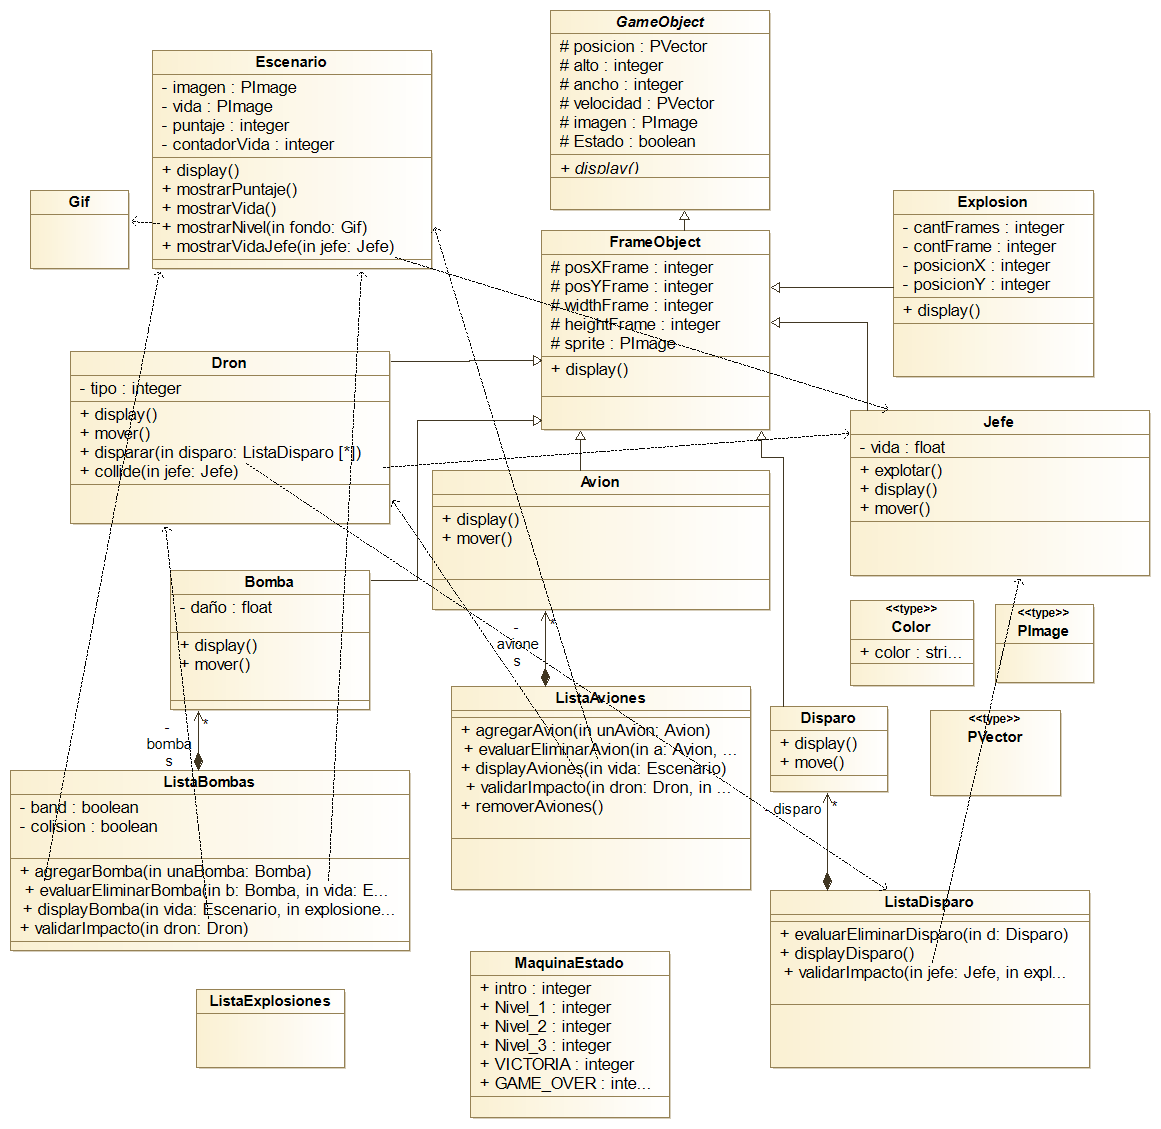 GameObject
# posicion : PVector
# alto : integer
# ancho : integer
# velocidad : PVector
# imagen : PImage
# Estado : boolean
+ display()
Escenario
- imagen : PImage
- vida : PImage
- puntaje : integer
- contadorVida : integer
+ display()
+ mostrarPuntaje()
+ mostrarVida()
+ mostrarNivel(in fondo: Gif)
+ mostrarVidaJefe(in jefe: Jefe)
Gif
Explosion
- cantFrames : integer
- contFrame : integer
- posicionX : integer
- posicionY : integer
+ display()
FrameObject
# posXFrame : integer
# posYFrame : integer
# widthFrame : integer
# heightFrame : integer
# sprite : PImage
+ display()
Dron
- tipo : integer
+ display()
+ mover()
+ disparar(in disparo: ListaDisparo [*])
+ collide(in jefe: Jefe)
Jefe
- vida : float
+ explotar()
+ display()
+ mover()
Avion
+ display()
+ mover()
Bomba
- daño : float
+ display()
+ mover()
<<type>>
Color
+ color : stri...
<<type>>
PImage
<<type>>
PVector
-
avione
s
*
ListaAviones
+ agregarAvion(in unAvion: Avion)
+ evaluarEliminarAvion(in a: Avion, ...
+ displayAviones(in vida: Escenario)
+ validarImpacto(in dron: Dron, in ...
+ removerAviones()
Disparo
+ display()
+ move()
- disparo
*
-
bomba
s
*
ListaBombas
- band : boolean
- colision : boolean
+ agregarBomba(in unaBomba: Bomba)
+ evaluarEliminarBomba(in b: Bomba, in vida: E...
+ displayBomba(in vida: Escenario, in explosione...
+ validarImpacto(in dron: Dron)
ListaDisparo
+ evaluarEliminarDisparo(in d: Disparo)
+ displayDisparo()
+ validarImpacto(in jefe: Jefe, in expl...
MaquinaEstado
+ intro : integer
+ Nivel_1 : integer
+ Nivel_2 : integer
+ Nivel_3 : integer
+ VICTORIA : integer
+ GAME_OVER : inte...
ListaExplosiones